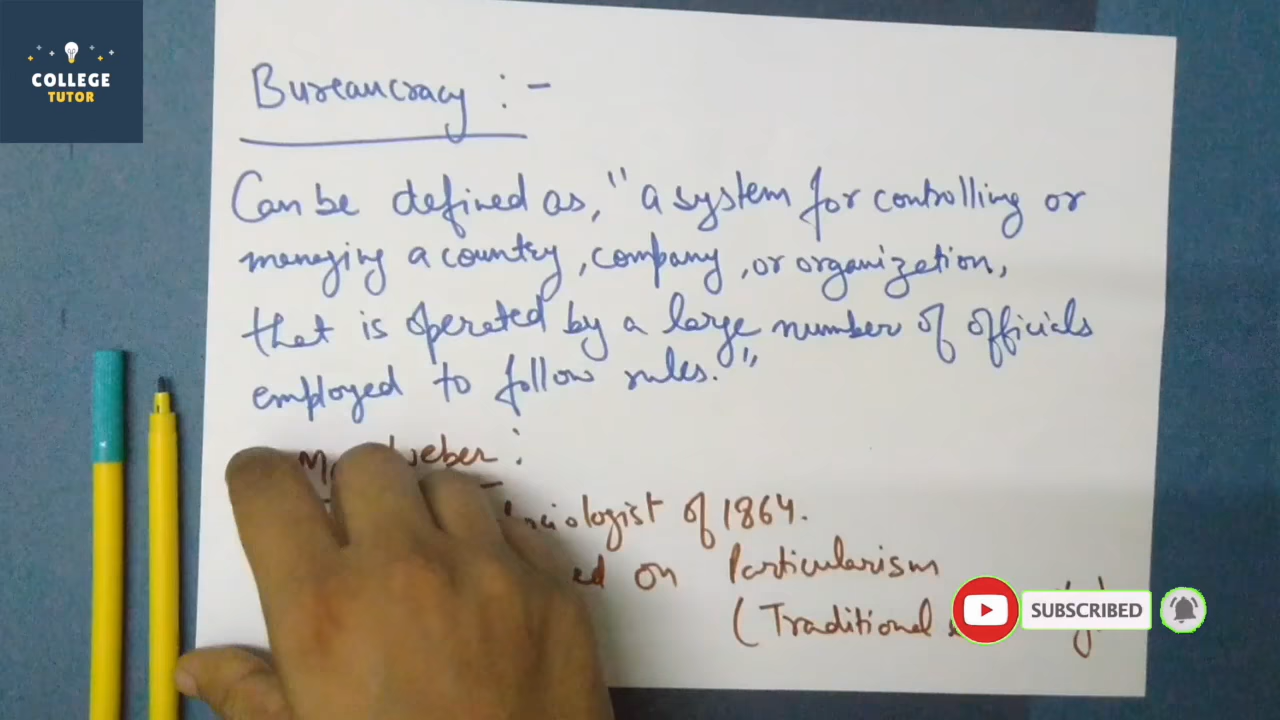 COLLEGE
TUTOR
Bureaucracy :-
Can be defined as, "a system for controlling or
managing a country, company, or organization,
that is operated by a large number of officials
employed to follow rules."
Weber :
of 1864.
on Particularism
(Traditional
SUBSCRIBED